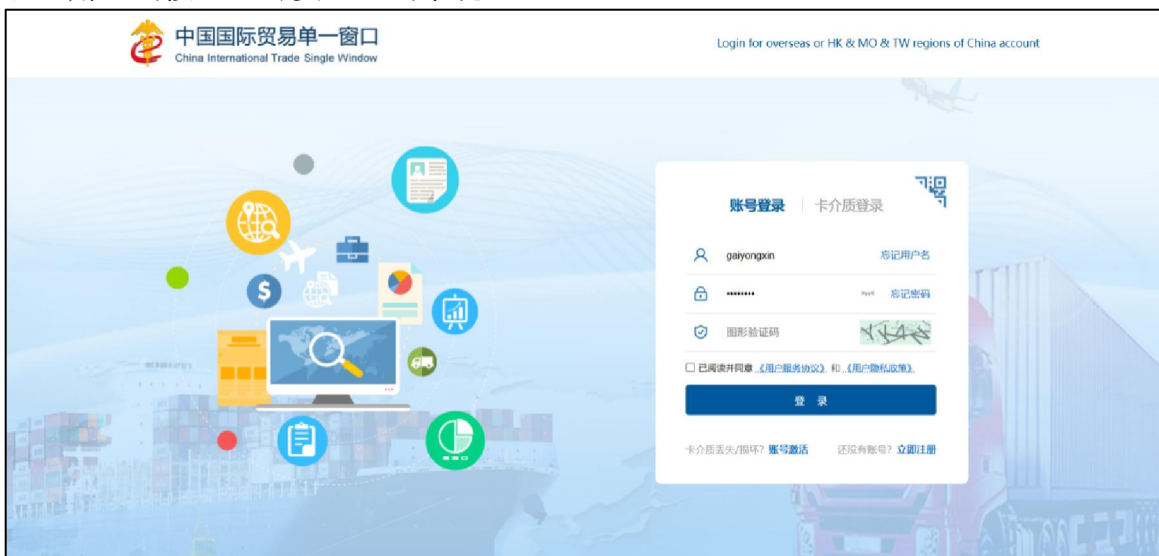 中国国际贸易单一窗口
China International Trade Single Window
Login for overseas or HK & MO & TW regions of China account
账号登录 卡介质登录
gaiyongxin 忘记用户名
•••••••• 忘记密码
图形验证码
已阅读并同意《用户服务协议》和《用户隐私政策》
登 录
卡介质丢失/损坏? 账号激活 还没有账号? 立即注册